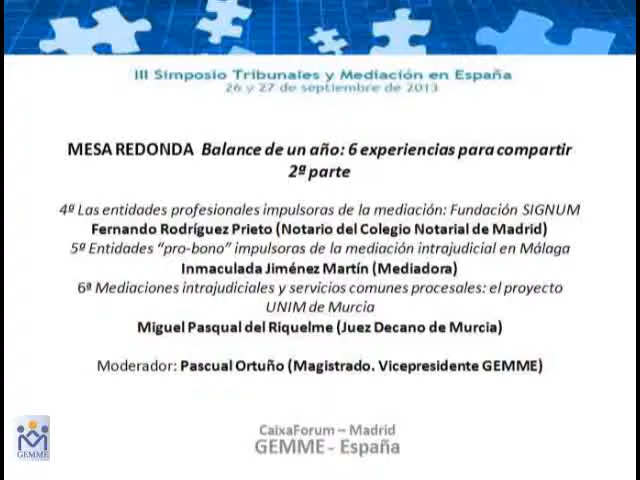 III Simposio Tribunales y Mediación en España
26 y 27 de septiembre de 2013
MESA REDONDA Balance de un año: 6 experiencias para compartir
2ª parte
4º Las entidades profesionales impulsoras de la mediación: Fundación SIGNUM
Fernando Rodríguez Prieto (Notario del Colegio Notarial de Madrid)
5º Entidades "pro-bono" impulsoras de la mediación intrajudicial en Málaga
Inmaculada Jiménez Martín (Mediadora)
6ª Mediaciones intrajudiciales y servicios comunes procesales: el proyecto
UNIM de Murcia
Miguel Pasqual del Riquelme (Juez Decano de Murcia)
Moderador: Pascual Ortuño (Magistrado. Vicepresidente GEMME)
CaixaForum – Madrid
GEMME - España
GEMME